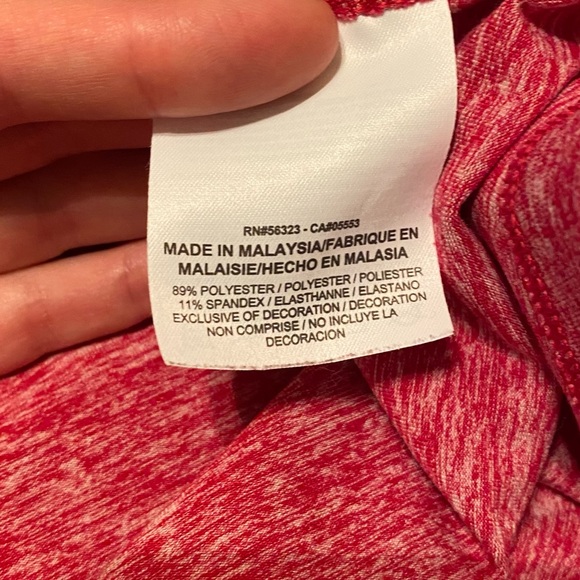 RN#56323 - CA#05553
MADE IN MALAYSIA/FABRIQUE EN
MALAISIE/HECHO EN MALASIA
89% POLYESTER / POLYESTER / POLIESTER
11% SPANDEX / ELASTHANNE / ELASTANO
EXCLUSIVE OF DECORATION / DECORATION
NON COMPRISE / NO INCLUYE LA
DECORACION